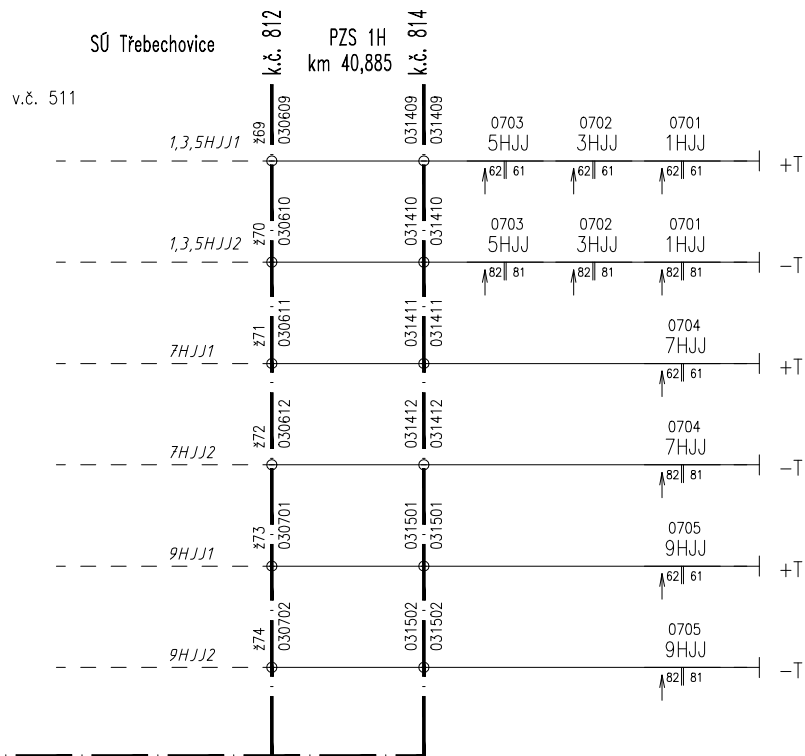 SÚ Třebechovice
k.č. 812
PZS 1H
km 40,885
k.č. 814
v.č. 511
ž69
030609
031409
031409
0703
0702
0701
1,3,5HJJ1
5HJJ
3HJJ
1HJJ
62 61
62 61
62 61
+T
ž70
030610
031410
031410
0703
0702
0701
1,3,5HJJ2
5HJJ
3HJJ
1HJJ
82 81
82 81
82 81
-T
ž71
030611
031411
031411
0704
7HJJ1
7HJJ
62 61
+T
ž72
030612
031412
031412
0704
7HJJ2
7HJJ
82 81
-T
ž73
030701
031501
031501
0705
9HJJ1
9HJJ
62 61
+T
ž74
030702
031502
031502
0705
9HJJ2
9HJJ
82 81
-T